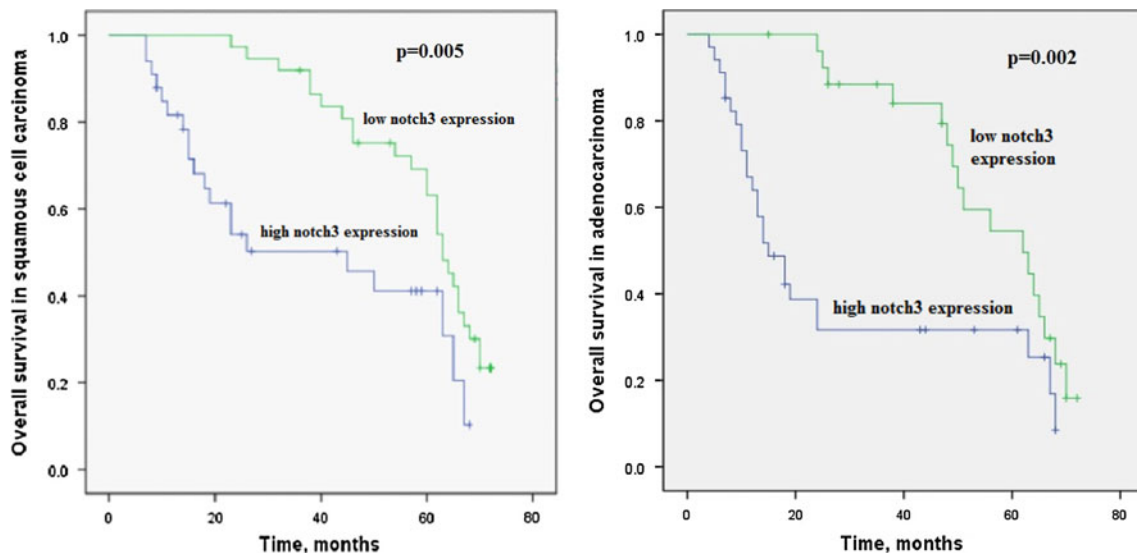 Overall survival in squamous cell carcinoma
1.0
0.8
0.6
0.4
0.2
0.0
p=0.005
low notch3 expression
high notch3 expression
0 20 40 60 80
Time, months
Overall survival in adenocarcinoma
1.0
0.8
0.6
0.4
0.2
0.0
p=0.002
low notch3
expression
high notch3 expression
0 20 40 60 80
Time, months